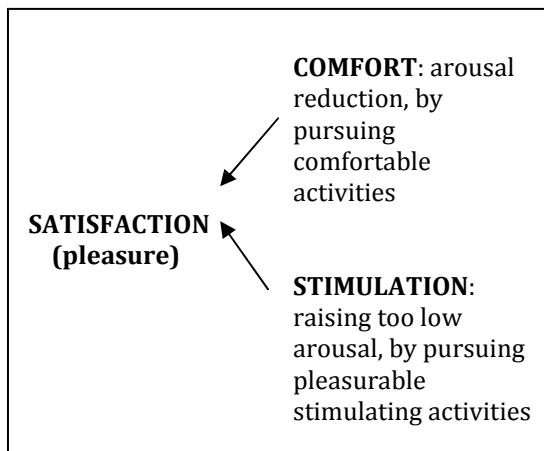 COMFORT: arousal
reduction, by
pursuing
comfortable
activities
SATISFACTION
(pleasure)
STIMULATION:
raising too low
arousal, by pursuing
pleasurable
stimulating activities